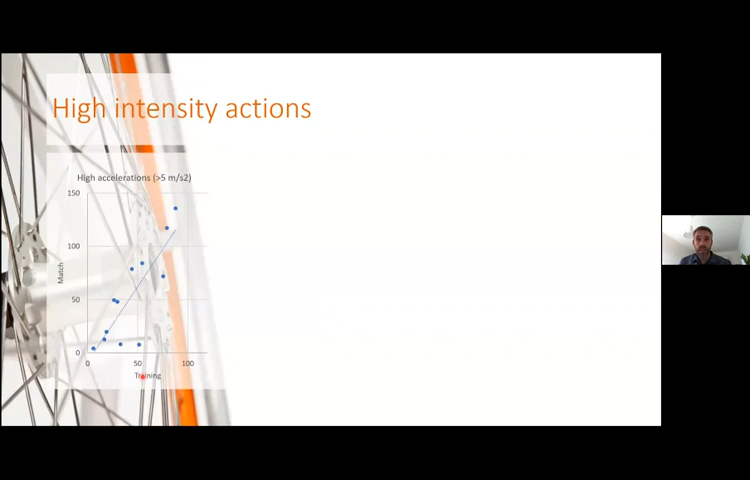 High intensity actions
High accelerations (>5 m/s2)
150
100
50
0
Match
0 50 100
Training